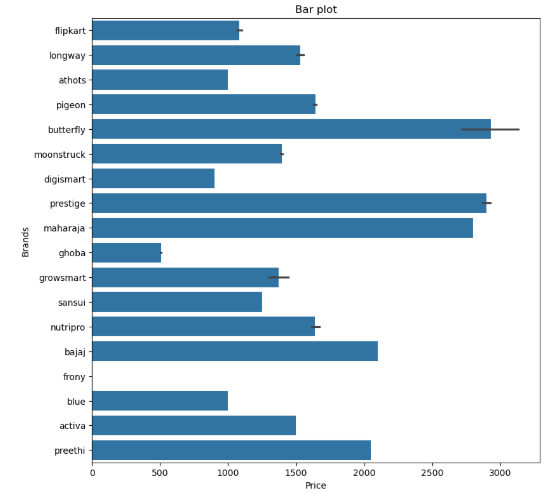 Bar plot
flipkart
longway
athots
pigeon
butterfly
moonstruck
digismart
prestige
maharaja
ghoba
growsmart
sansui
nutripro
bajaj
frony
blue
activa
preethi
Brands
0 500 1000 1500 2000 2500 3000
Price